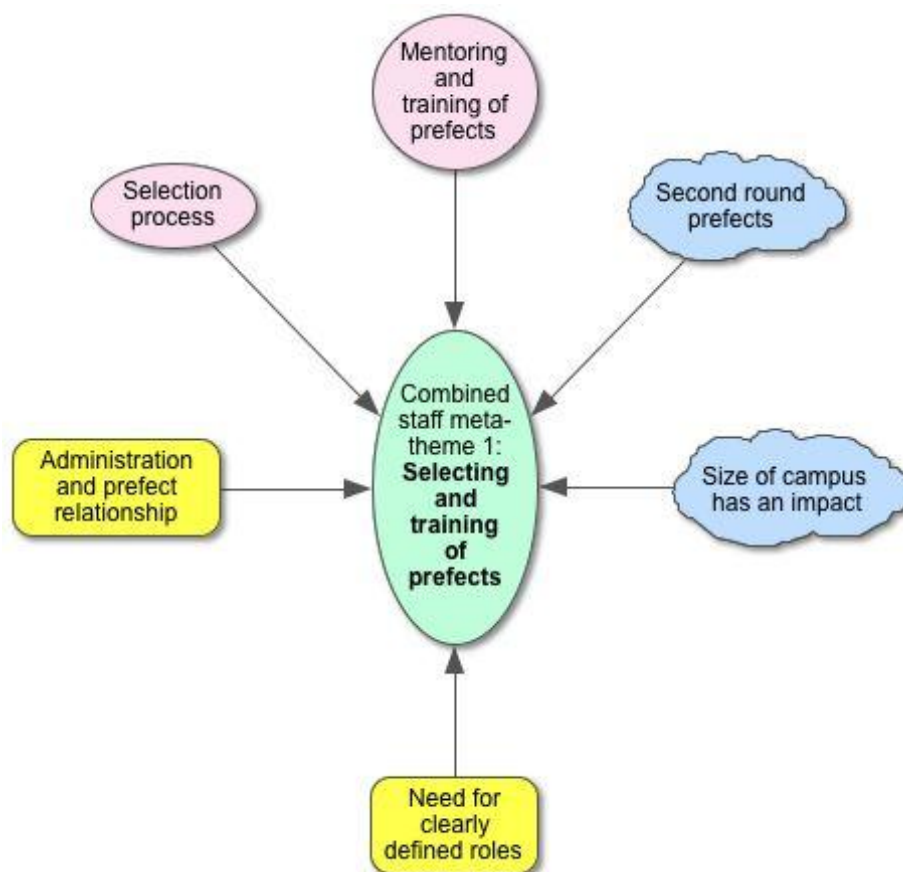 Mentoring
and
training of
prefects
Selection
process
Second round
prefects
Combined
staff meta-
theme 1:
Selecting
and
training
of
prefects
Administration
and prefect
relationship
Size of campus
has an impact
Need for
clearly
defined roles